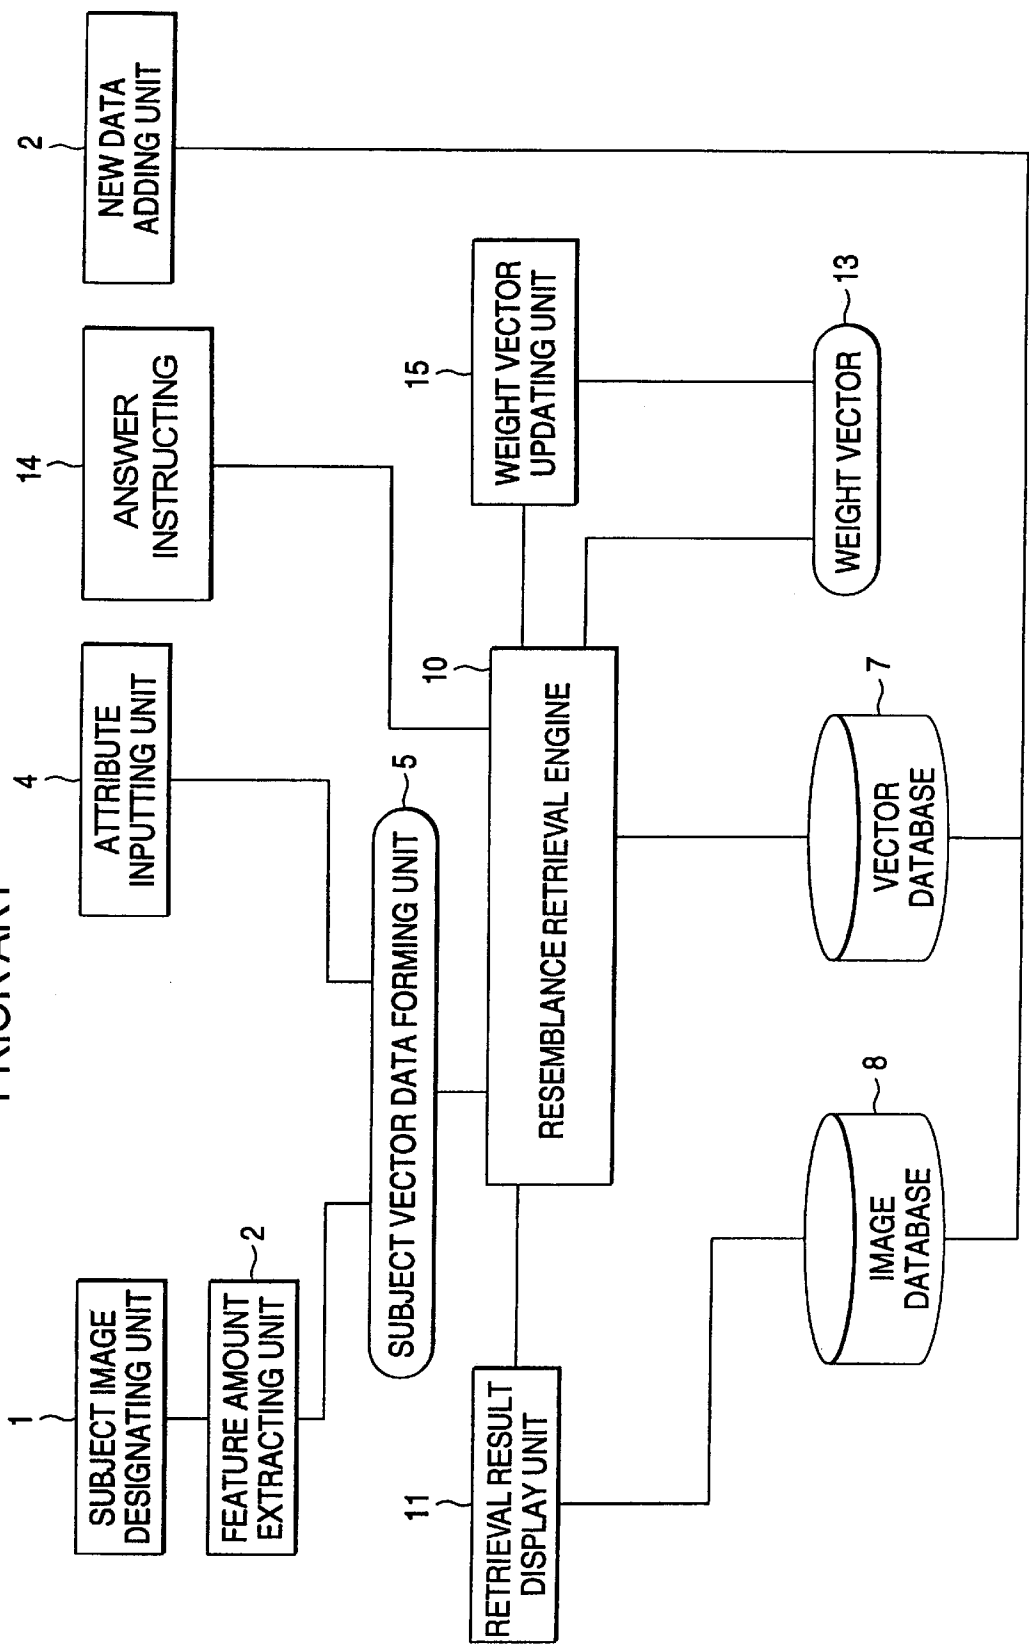 PRIOR ART
1
SUBJECT IMAGE
DESIGNATING UNIT
4
ATTRIBUTE
INPUTTING UNIT
14
ANSWER
INSTRUCTING
2
NEW DATA
ADDING UNIT
2
FEATURE AMOUNT
EXTRACTING UNIT
5
SUBJECT VECTOR DATA FORMING UNIT
11
RETRIEVAL RESULT
DISPLAY UNIT
10
RESEMBLANCE RETRIEVAL ENGINE
15
WEIGHT VECTOR
UPDATING UNIT
8
IMAGE
DATABASE
7
VECTOR
DATABASE
13
WEIGHT VECTOR